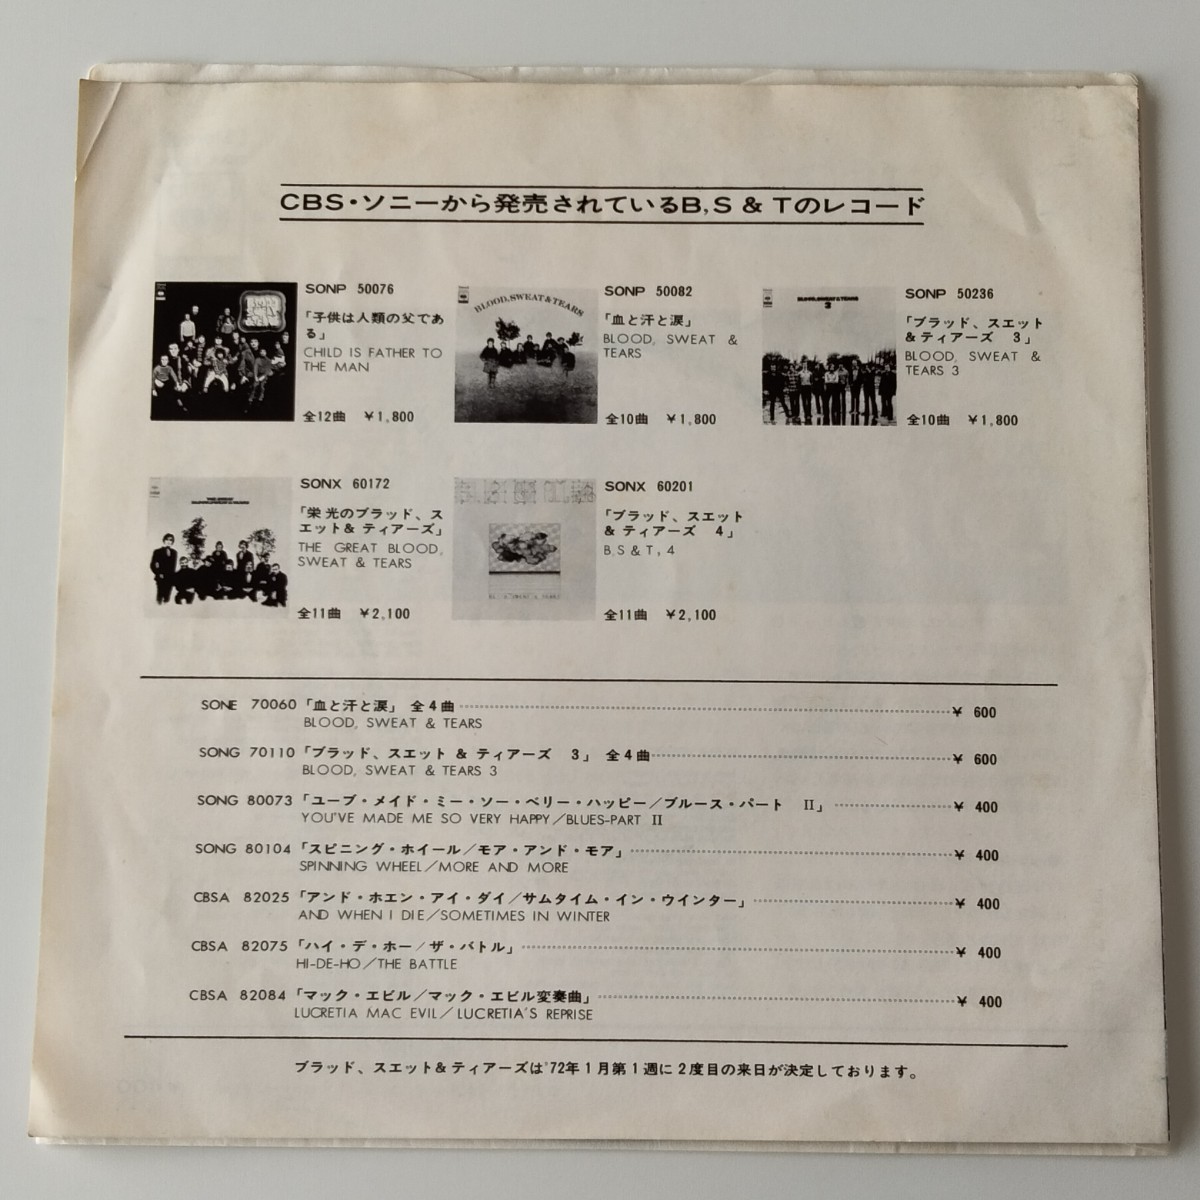 CBS・ソニーから発売されているB,S & Tのレコード
SONP 50076
「子供は人類の父であ
る」
CHILD IS FATHER TO
THE MAN
全12曲 ¥1,800
BLOOD, SWEAT & TEARS
SONP 50082
「血と汗と涙」
BLOOD, SWEAT &
TEARS
全10曲 ¥1,800
BLOOD, SWEAT & TEARS
3
SONP 50236
「ブラッド、スエット
&ティアーズ 3」
BLOOD, SWEAT &
TEARS 3
全10曲 ¥1,800
SONX 60172
「栄光のブラッド、ス
エット& ティアーズ」
THE GREAT BLOOD,
SWEAT & TEARS
全11曲 ¥2,100
SONX 60201
「ブラッド、スエット
& ティアーズ 4」
B,S & T, 4
全11曲 ¥2,100
SONE 70060「血と汗と涙」 全4曲 ¥ 600
BLOOD, SWEAT & TEARS
SONG 70110「ブラッド、スエット & ティアーズ 3」 全4曲 ¥ 600
BLOOD, SWEAT & TEARS 3
SONG 80073「ユーブ・メイド・ミー・ソー・ベリー・ハッピー／ブルース・パート II」 ¥ 400
YOU'VE MADE ME SO VERY HAPPY／BLUES-PART II
SONG 80104「スピニング・ホイール／モア・アンド・モア」 ¥ 400
SPINNING WHEEL／MORE AND MORE
CBSA 82025「アンド・ホエン・アイ・ダイ／サムタイム・イン・ウインター」 ¥ 400
AND WHEN I DIE／SOMETIMES IN WINTER
CBSA 82075「ハイ・デ・ホー／ザ・バトル」 ¥ 400
HI-DE-HO／THE BATTLE
CBSA 82084「マック・エビル／マック・エビル変奏曲」 ¥ 400
LUCRETIA MAC EVIL／LUCRETIA'S REPRISE
ブラッド、スエット& ティアーズは'72年1月第1週に2度目の来日が決定しております。